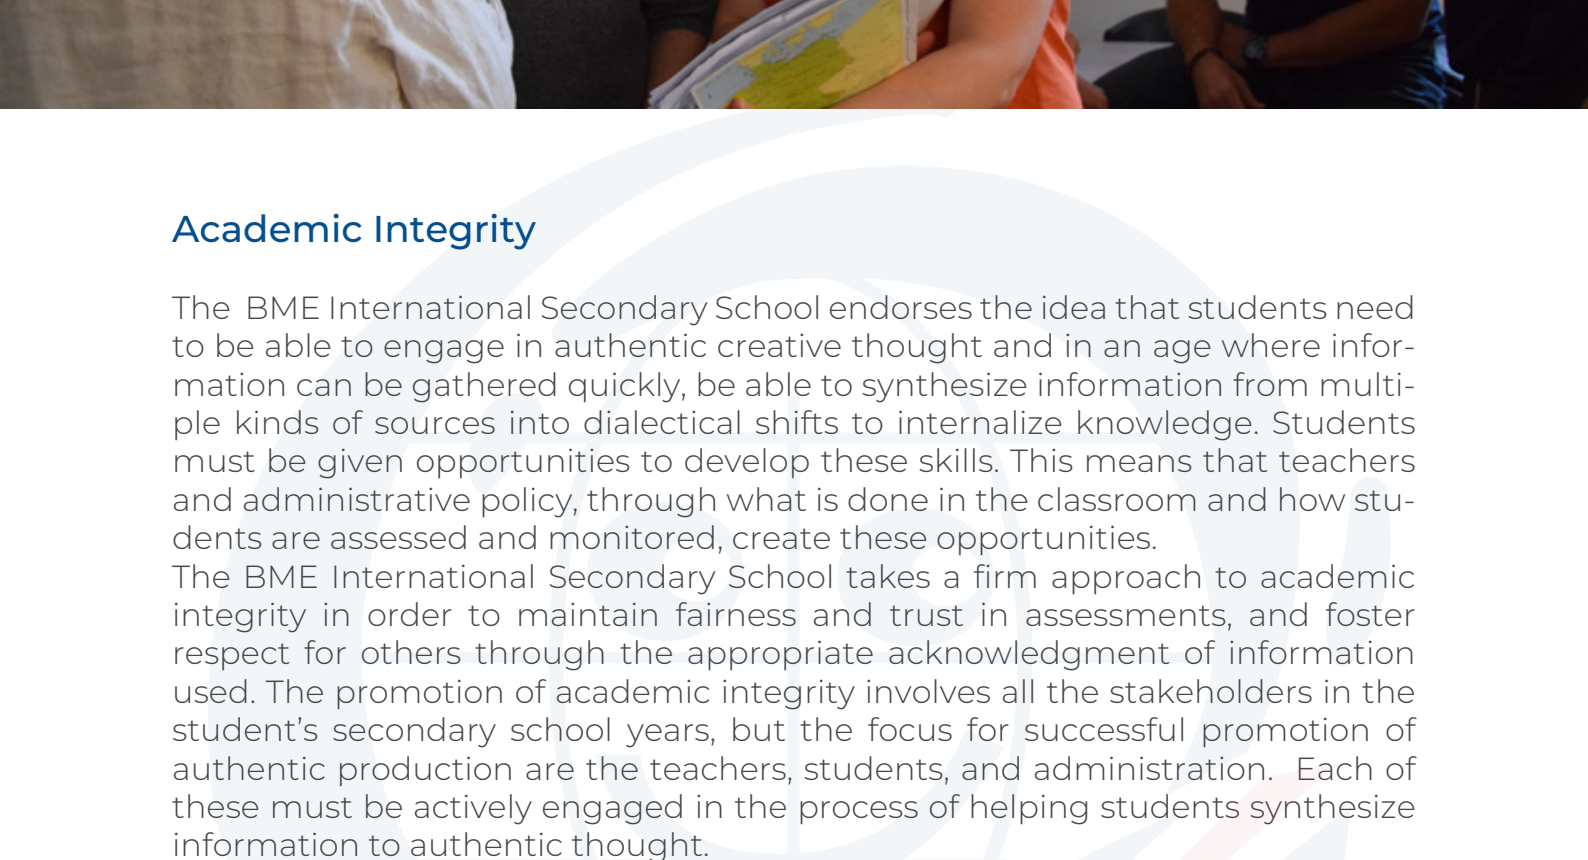 Academic Integrity
The  BME International Secondary School endorses the idea that students need
to be able to engage in authentic creative thought and in an age where infor-
mation can be gathered quickly, be able to synthesize information from multi-
ple kinds of sources into dialectical shifts to internalize knowledge. Students
must be given opportunities to develop these skills. This means that teachers
and administrative policy, through what is done in the classroom and how stu-
dents are assessed and monitored, create these opportunities.
The BME International Secondary School takes a firm approach to academic
integrity in order to maintain fairness and trust in assessments, and foster
respect for others through the appropriate acknowledgment of information
used. The promotion of academic integrity involves all the stakeholders in the
student’s secondary school years, but the focus for successful promotion of
authentic production are the teachers, students, and administration.  Each of
these must be actively engaged in the process of helping students synthesize
information to authentic thought.